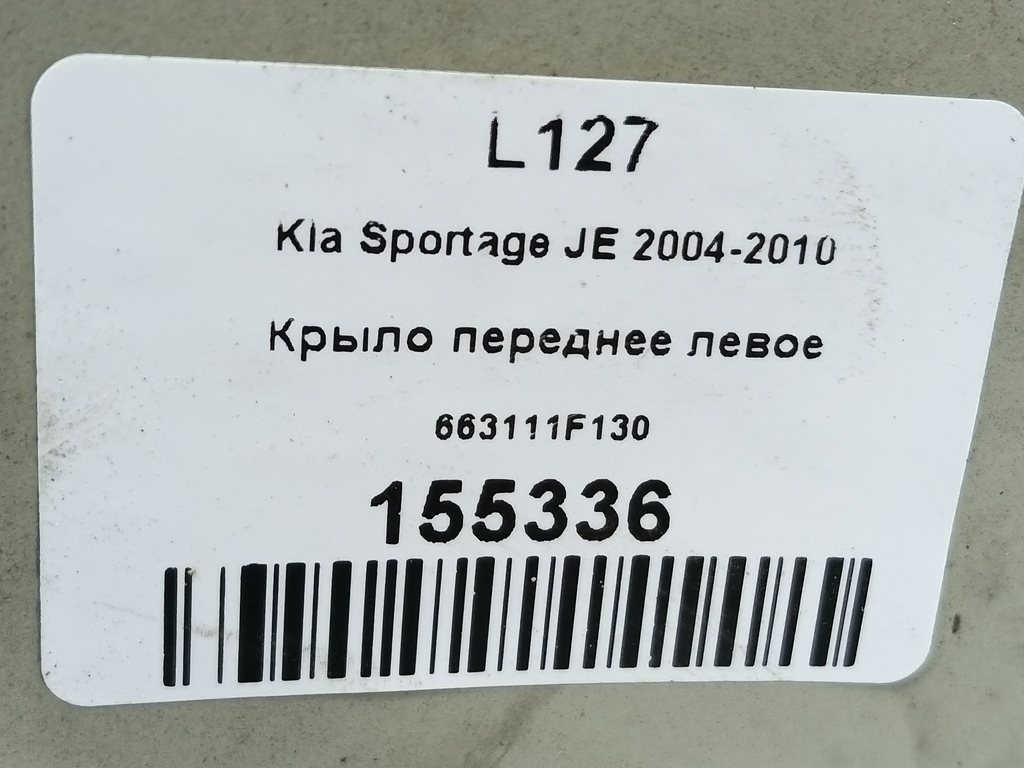 L127
Kia Sportage JE 2004-2010
Крыло переднее левое
663111F130
155336